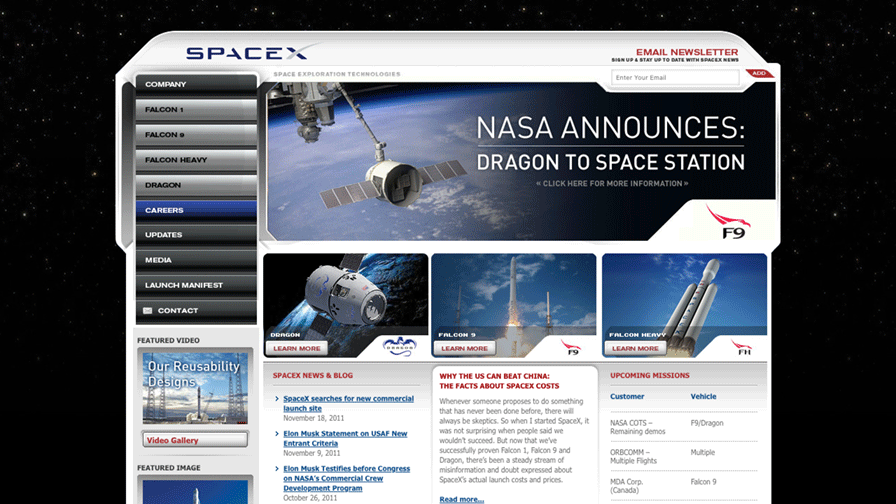 SPACEX
EMAIL NEWSLETTER
SIGN UP & STAY UP TO DATE WITH SPACEX NEWS
SPACE EXPLORATION TECHNOLOGIES
Enter Your Email
ADD
COMPANY
FALCON 1
FALCON 9
FALCON HEAVY
DRAGON
CAREERS
UPDATES
MEDIA
LAUNCH MANIFEST
CONTACT
NASA ANNOUNCES:
DRAGON TO SPACE STATION
« CLICK HERE FOR MORE INFORMATION »
F9
DRAGON
LEARN MORE
DRAGON
FALCON 9
LEARN MORE
F9
FALCON HEAVY
LEARN MORE
FH
FEATURED VIDEO
Our Reusability
Designs
Video Gallery
FEATURED IMAGE
SPACEX NEWS & BLOG
SpaceX searches for new commercial
launch site
November 18, 2011
Elon Musk Statement on USAF New
Entrant Criteria
November 9, 2011
Elon Musk Testifies before Congress
on NASA's Commercial Crew
Development Program
October 26, 2011
WHY THE US CAN BEAT CHINA:
THE FACTS ABOUT SPACEX COSTS
Whenever someone proposes to do something
that has never been done before, there will
always be skeptics. So when I started SpaceX, it
was not surprising when people said we
wouldn't succeed. But now that we've
successfully proven Falcon 1, Falcon 9 and
Dragon, there's been a steady stream of
misinformation and doubt expressed about
SpaceX's actual launch costs and prices.
Read more...
UPCOMING MISSIONS
Customer Vehicle
NASA COTS – F9/Dragon
Remaining demos
ORBCOMM – Multiple
Multiple Flights
MDA Corp. Falcon 9
(Canada)